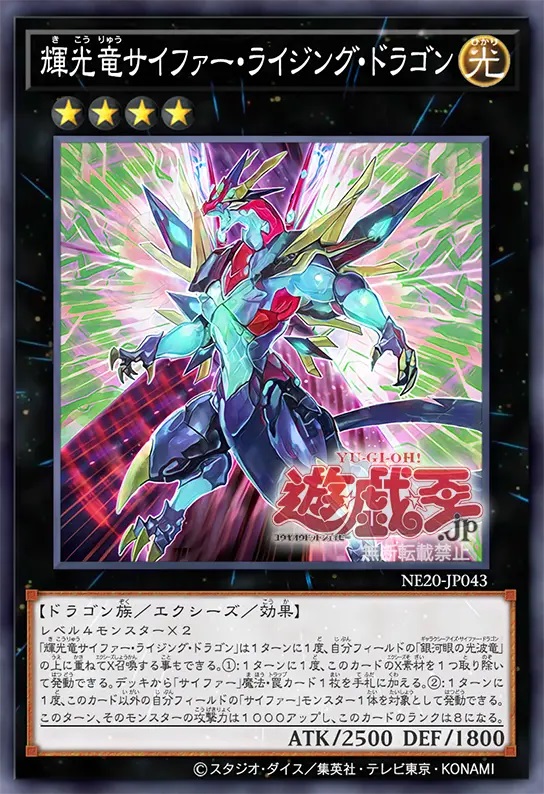 輝光竜サイファー・ライジング・ドラゴン
光
YU-GI-OH!
遊戯王.jp
ユウギオウドットジェイピー
無断転載禁止
NE20-JP043
【ドラゴン族/エクシーズ/効果】
レベル4モンスター×2
「輝光竜サイファー・ライジング・ドラゴン」は1ターンに1度、自分フィールドの「銀河眼の光波竜」
の上に重ねてX召喚する事もできる。①:1ターンに1度、このカードのX素材を1つ取り除い
て発動できる。デッキから「サイファー」魔法・罠カード1枚を手札に加える。②:1ターンに
1度、このカード以外の自分フィールドの「サイファー」モンスター1体を対象として発動できる。
このターン、そのモンスターの攻撃力は1000アップし、このカードのランクは8になる。
ATK/2500 DEF/1800
©スタジオ・ダイス/集英社・テレビ東京・KONAMI